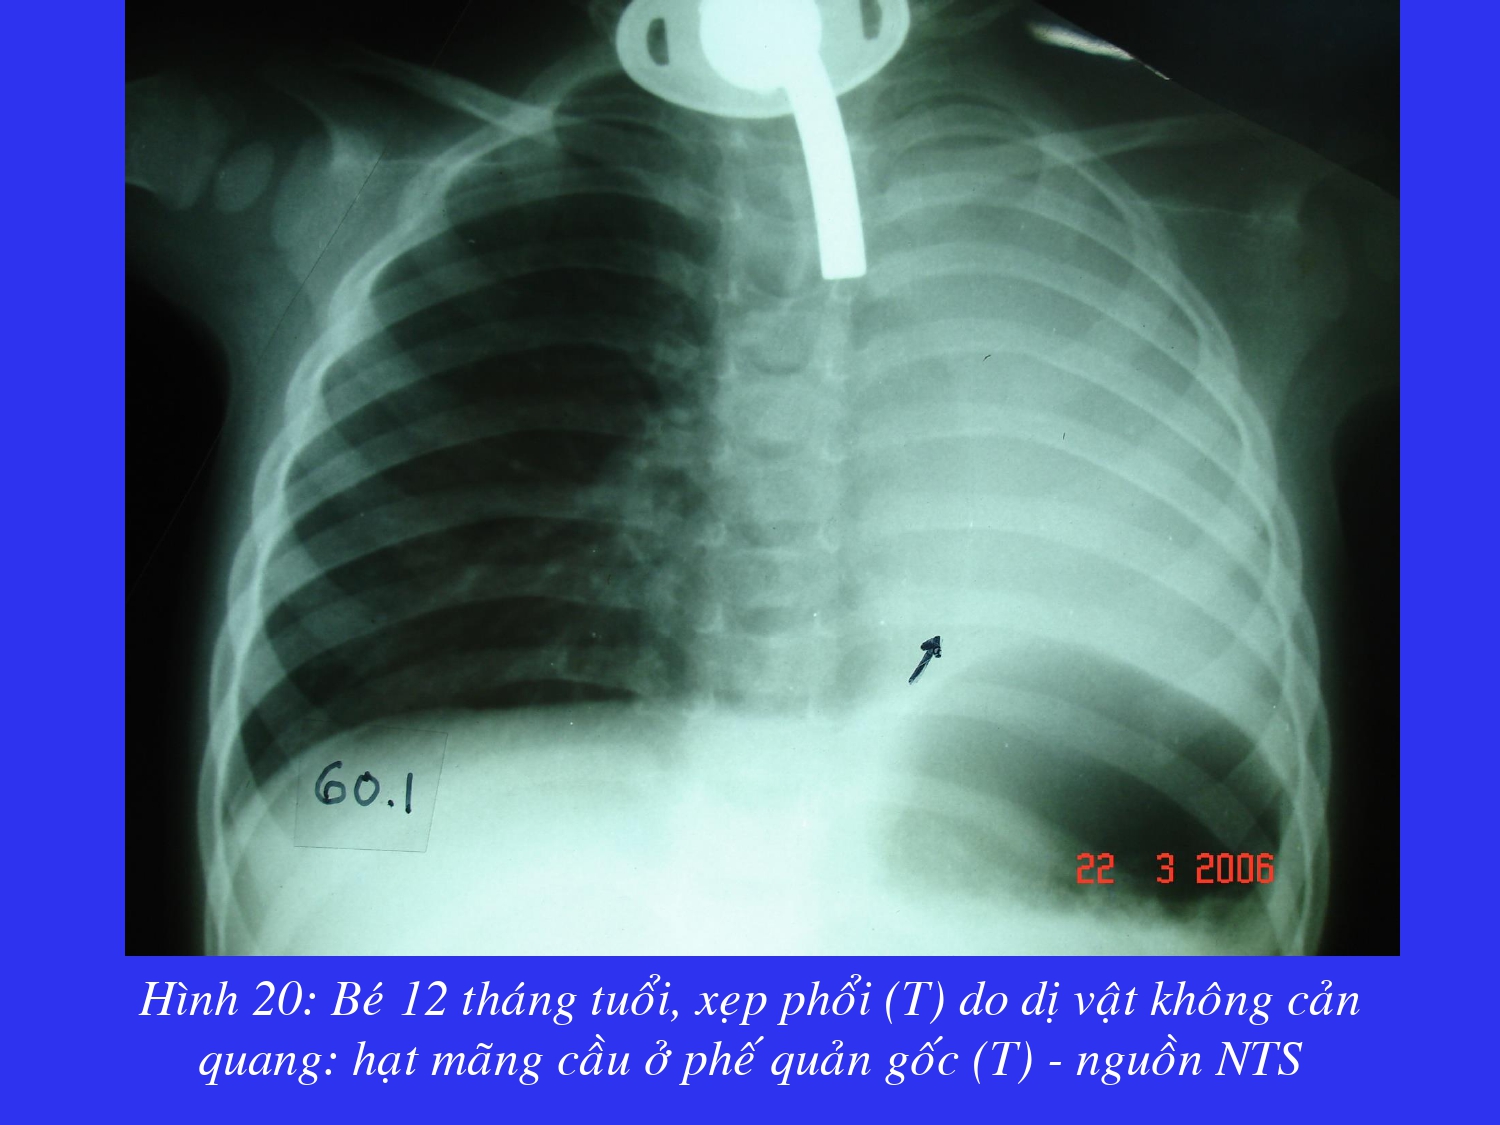 60.1
22 3 2006
Hình 20: Bé 12 tháng tuổi, xẹp phổi (T) do dị vật không cản
quang: hạt mãng cầu ở phế quản gốc (T) - nguồn NTS